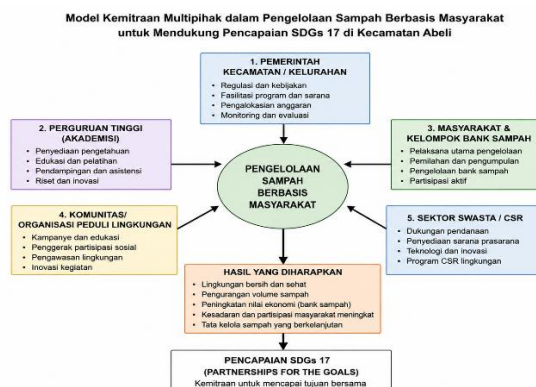 Model Kemitraan Multipihak dalam Pengelolaan Sampah Berbasis Masyarakat
untuk Mendukung Pencapaian SDGs 17 di Kecamatan Abeli
1. PEMERINTAH
KECAMATAN / KELURAHAN
• Regulasi dan kebijakan
• Fasilitasi program dan sarana
• Pengalokasian anggaran
• Monitoring dan evaluasi
2. PERGURUAN TINGGI
(AKADEMISI)
• Penyediaan pengetahuan
• Edukasi dan pelatihan
• Pendampingan dan asistensi
• Riset dan inovasi
3. MASYARAKAT &
KELOMPOK BANK SAMPAH
• Pelaksana utama pengelolaan
• Pemilahan dan pengumpulan
• Pengelolaan bank sampah
• Partisipasi aktif
PENGELOLAAN
SAMPAH
BERBASIS
MASYARAKAT
4. KOMUNITAS/
ORGANISASI PEDULI LINGKUNGAN
• Kampanye dan edukasi
• Penggerak partisipasi sosial
• Pengawasan lingkungan
• Inovasi kegiatan
5. SEKTOR SWASTA / CSR
• Dukungan pendanaan
• Penyediaan sarana prasarana
• Teknologi dan inovasi
• Program CSR lingkungan
HASIL YANG DIHARAPKAN
• Lingkungan bersih dan sehat
• Pengurangan volume sampah
• Peningkatan nilai ekonomi (bank sampah)
• Kesadaran dan partisipasi masyarakat meningkat
• Tata kelola sampah yang berkelanjutan
PENCAPAIAN SDGs 17
(PARTNERSHIPS FOR THE GOALS)
Kemitraan untuk mencapai tujuan bersama